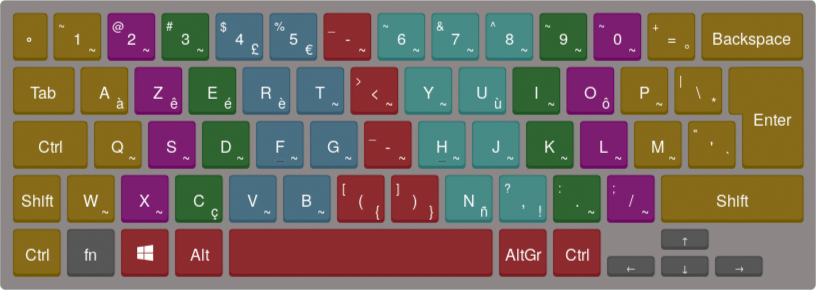 ° ~ 1 ~ @ 2 ~ # 3 ~ $ 4 £ % 5 € _ - ~ ~ 6 ~ & 7 ~ ^ 8 ~ ~ 9 ~ ~ 0 ~ + = ° Backspace
Tab A à Z ê E é R è T ~ > < ~ Y ~ U ù I ~ O ô P ~ | \ * Enter
Ctrl Q ~ S ~ D ~ F _ ~ G ~ _ - ~ H _ ~ J ~ K ~ L ~ M ~ " ' .
Shift W ~ X ~ C ç V ~ B ~ [ ( { ] ) } N ñ ? , ! : . ~ ; / ~ Shift
Ctrl fn Alt AltGr Ctrl ← ↑ ↓ →